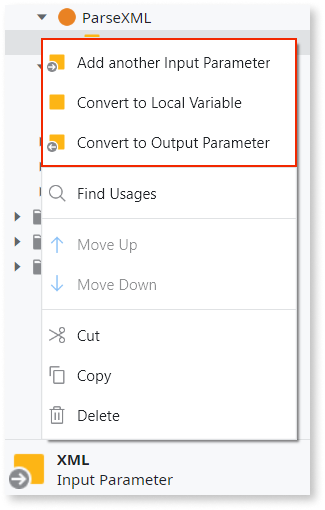 ParseXML
Add another Input Parameter
Convert to Local Variable
Convert to Output Parameter
Find Usages
Move Up
Move Down
Cut
Copy
Delete
XML
Input Parameter